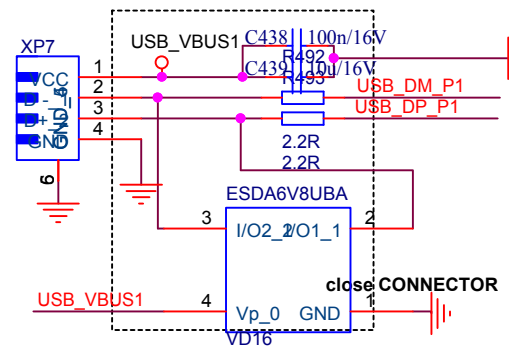 XP7
USB_VBUS1
C438 100n/16V
R492
C439 10u/16V
R493
1
VCC
2
D-
3
D+
4
GND
USB_DM_P1
USB_DP_P1
2.2R
2.2R
6
ESDA6V8UBA
3
I/O2_2
I/O1_1
2
close CONNECTOR
USB_VBUS1
4
Vp_0
GND
1
VD16